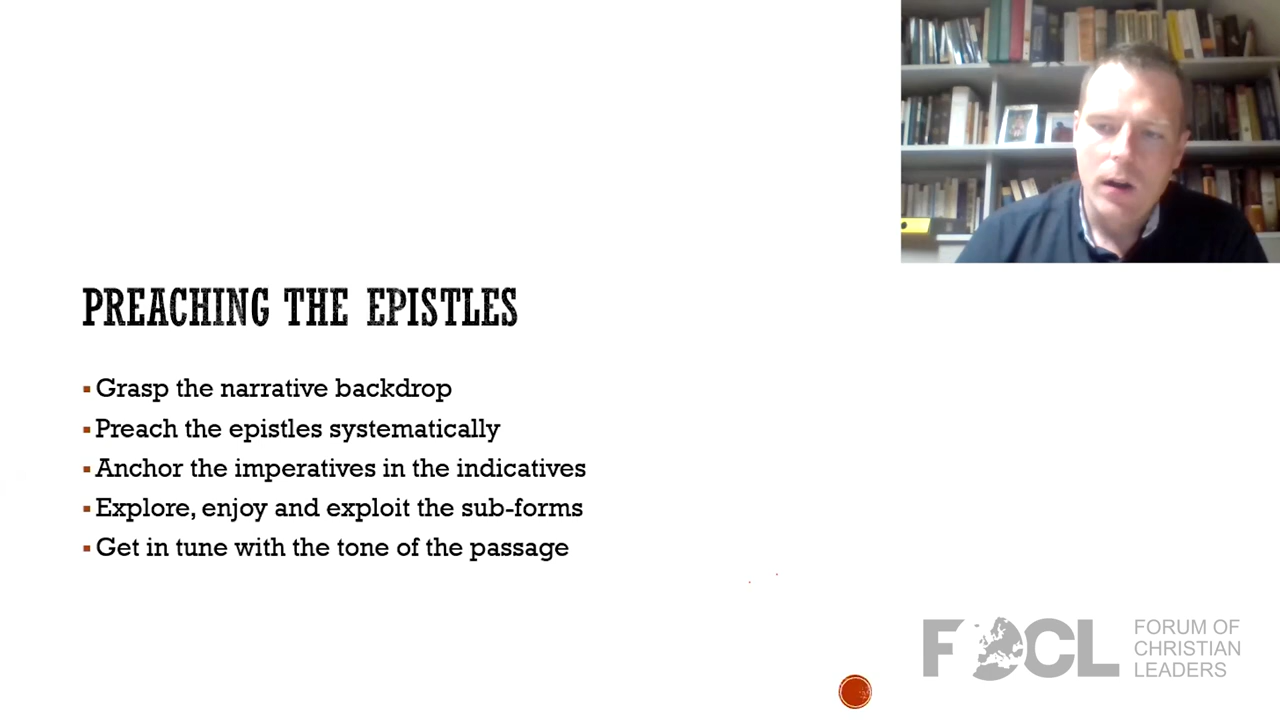 PREACHING THE EPISTLES
▪ Grasp the narrative backdrop
▪ Preach the epistles systematically
▪ Anchor the imperatives in the indicatives
▪ Explore, enjoy and exploit the sub-forms
▪ Get in tune with the tone of the passage
FOCL
FORUM OF
CHRISTIAN
LEADERS